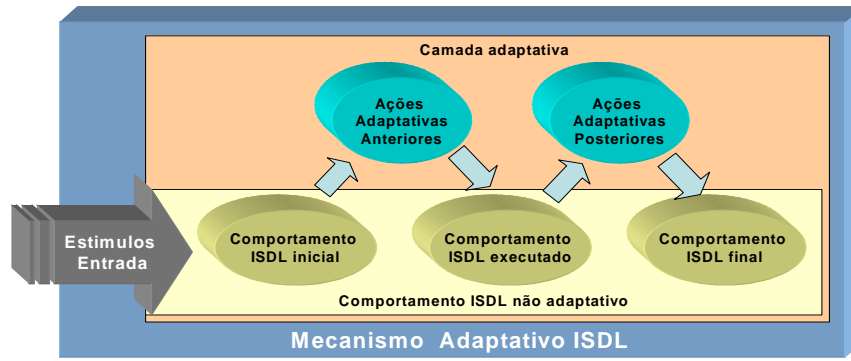 Camada adaptativa
Ações
Adaptativas
Anteriores
Ações
Adaptativas
Posteriores
Estimulos
Entrada
Comportamento
ISDL inicial
Comportamento
ISDL executado
Comportamento
ISDL final
Comportamento ISDL não adaptativo
Mecanismo Adaptativo ISDL